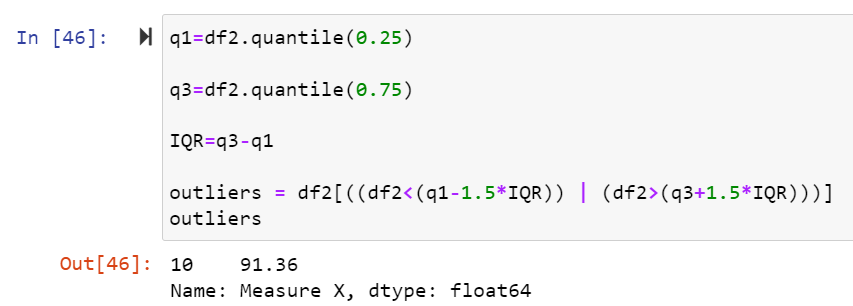 In [46]:
q1=df2.quantile(0.25)
q3=df2.quantile(0.75)
IQR=q3-q1
outliers = df2[((df2<(q1-1.5*IQR)) | (df2>(q3+1.5*IQR)))]
outliers
Out[46]: 10    91.36
Name: Measure X, dtype: float64